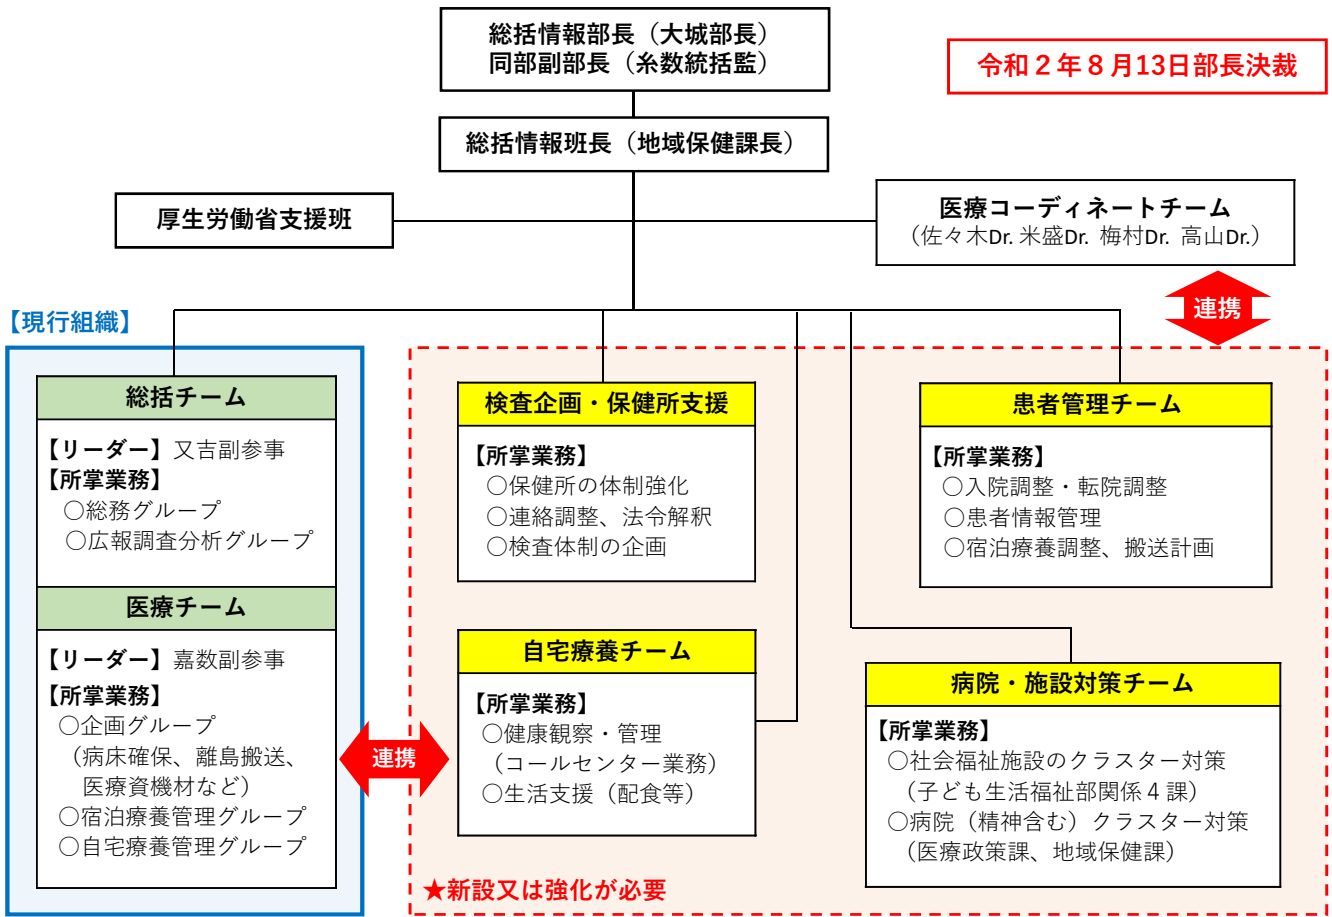 総括情報部長（大城部長）
同部副部長（糸数統括監）
令和２年８月13日部長決裁
総括情報班長（地域保健課長）
厚生労働省支援班
医療コーディネートチーム
（佐々木Dr. 米盛Dr. 梅村Dr. 高山Dr.）
連携
【現行組織】
総括チーム
【リーダー】又吉副参事
【所掌業務】
〇総務グループ
〇広報調査分析グループ
医療チーム
【リーダー】嘉数副参事
【所掌業務】
〇企画グループ
（病床確保、離島搬送、
医療資機材など）
〇宿泊療養管理グループ
〇自宅療養管理グループ
連携
検査企画・保健所支援
【所掌業務】
〇保健所の体制強化
〇連絡調整、法令解釈
〇検査体制の企画
患者管理チーム
【所掌業務】
〇入院調整・転院調整
〇患者情報管理
〇宿泊療養調整、搬送計画
自宅療養チーム
【所掌業務】
〇健康観察・管理
（コールセンター業務）
〇生活支援（配食等）
病院・施設対策チーム
【所掌業務】
〇社会福祉施設のクラスター対策
（子ども生活福祉部関係４課）
〇病院（精神含む）クラスター対策
（医療政策課、地域保健課）
★新設又は強化が必要